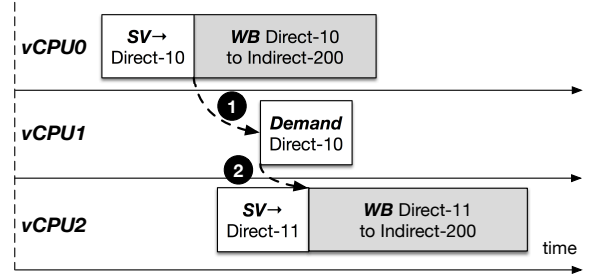 vCPU0
SV→
Direct-10
WB Direct-10
to Indirect-200
1
vCPU1
Demand
Direct-10
2
vCPU2
SV→
Direct-11
WB Direct-11
to Indirect-200
time